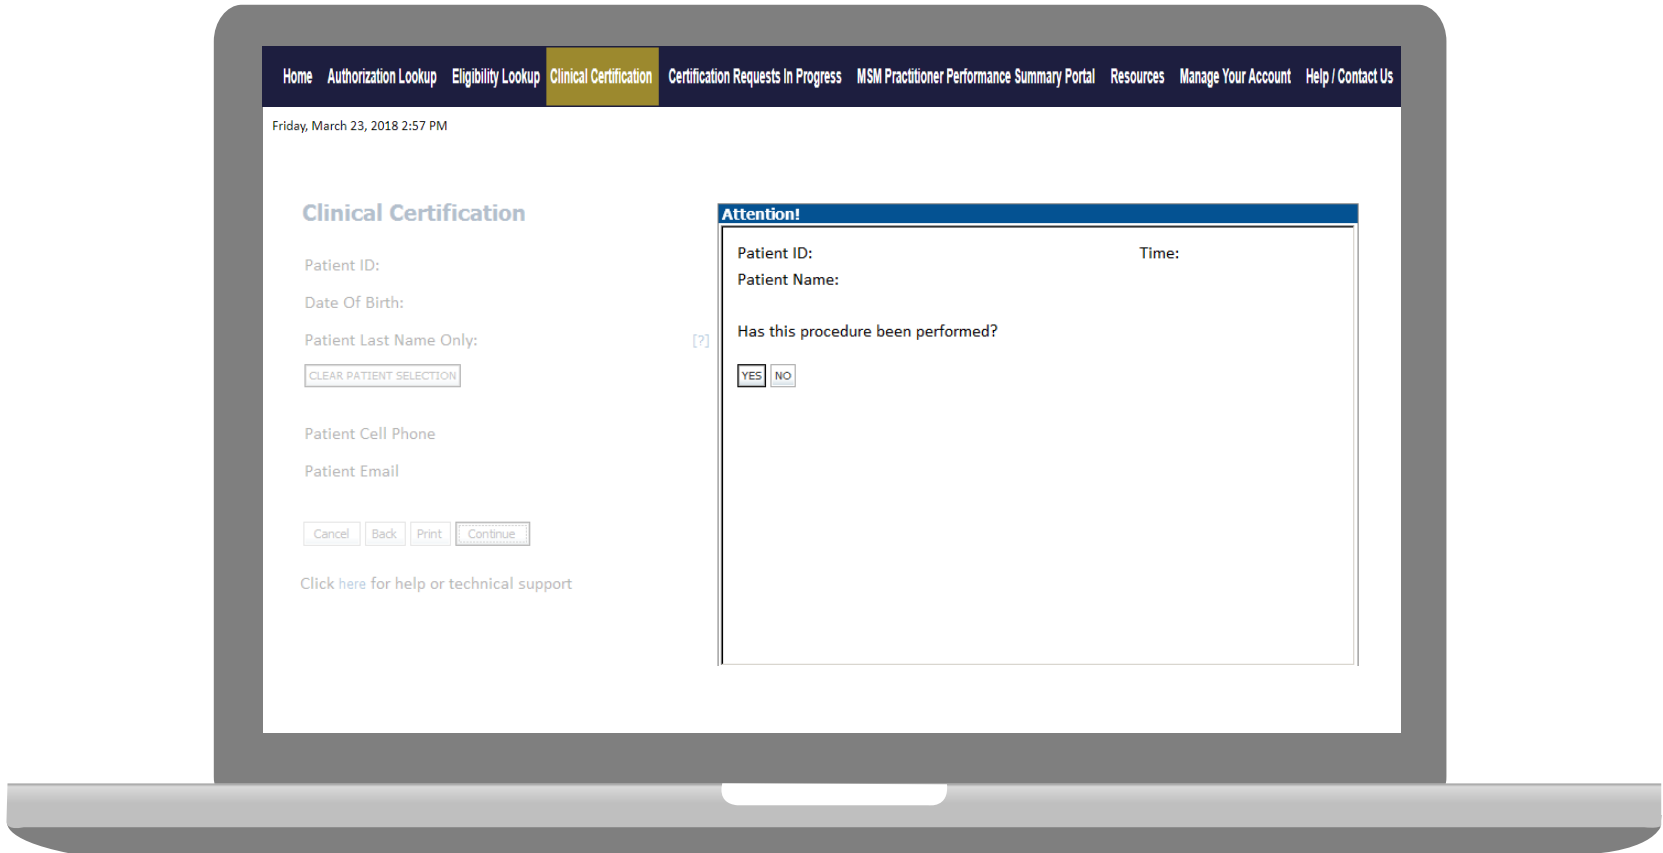 Home Authorization Lookup Eligibility Lookup Clinical Certification Certification Requests In Progress MSM Practitioner Performance Summary Portal Resources Manage Your Account Help / Contact Us
Friday, March 23, 2018 2:57 PM
Clinical Certification
Patient ID:
Date Of Birth:
Patient Last Name Only: [?]
CLEAR PATIENT SELECTION
Patient Cell Phone
Patient Email
Cancel Back Print Continue
Click here for help or technical support
Attention!
Patient ID: Time:
Patient Name:
Has this procedure been performed?
YES NO